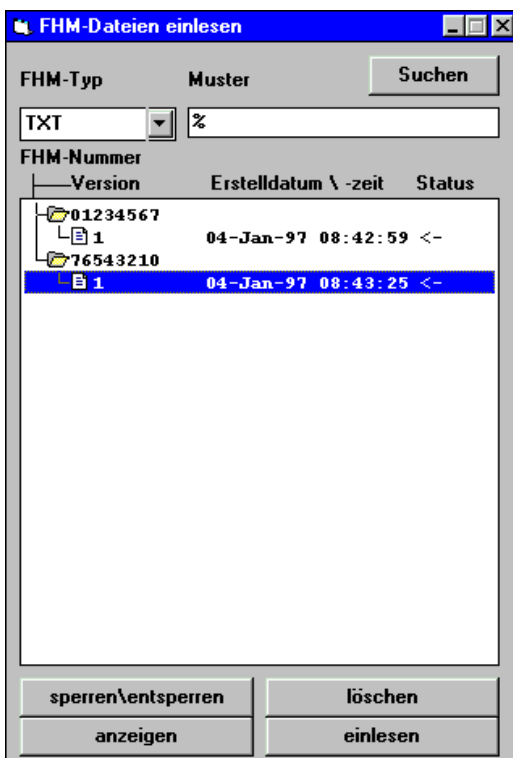 FHM-Dateien einlesen
FHM-Typ Muster Suchen
TXT %
FHM-Nummer
Version Erstelldatum \ -zeit Status
01234567
1 04-Jan-97 08:42:59 <-
76543210
1 04-Jan-97 08:43:25 <-
sperren\entsperren löschen
anzeigen einlesen